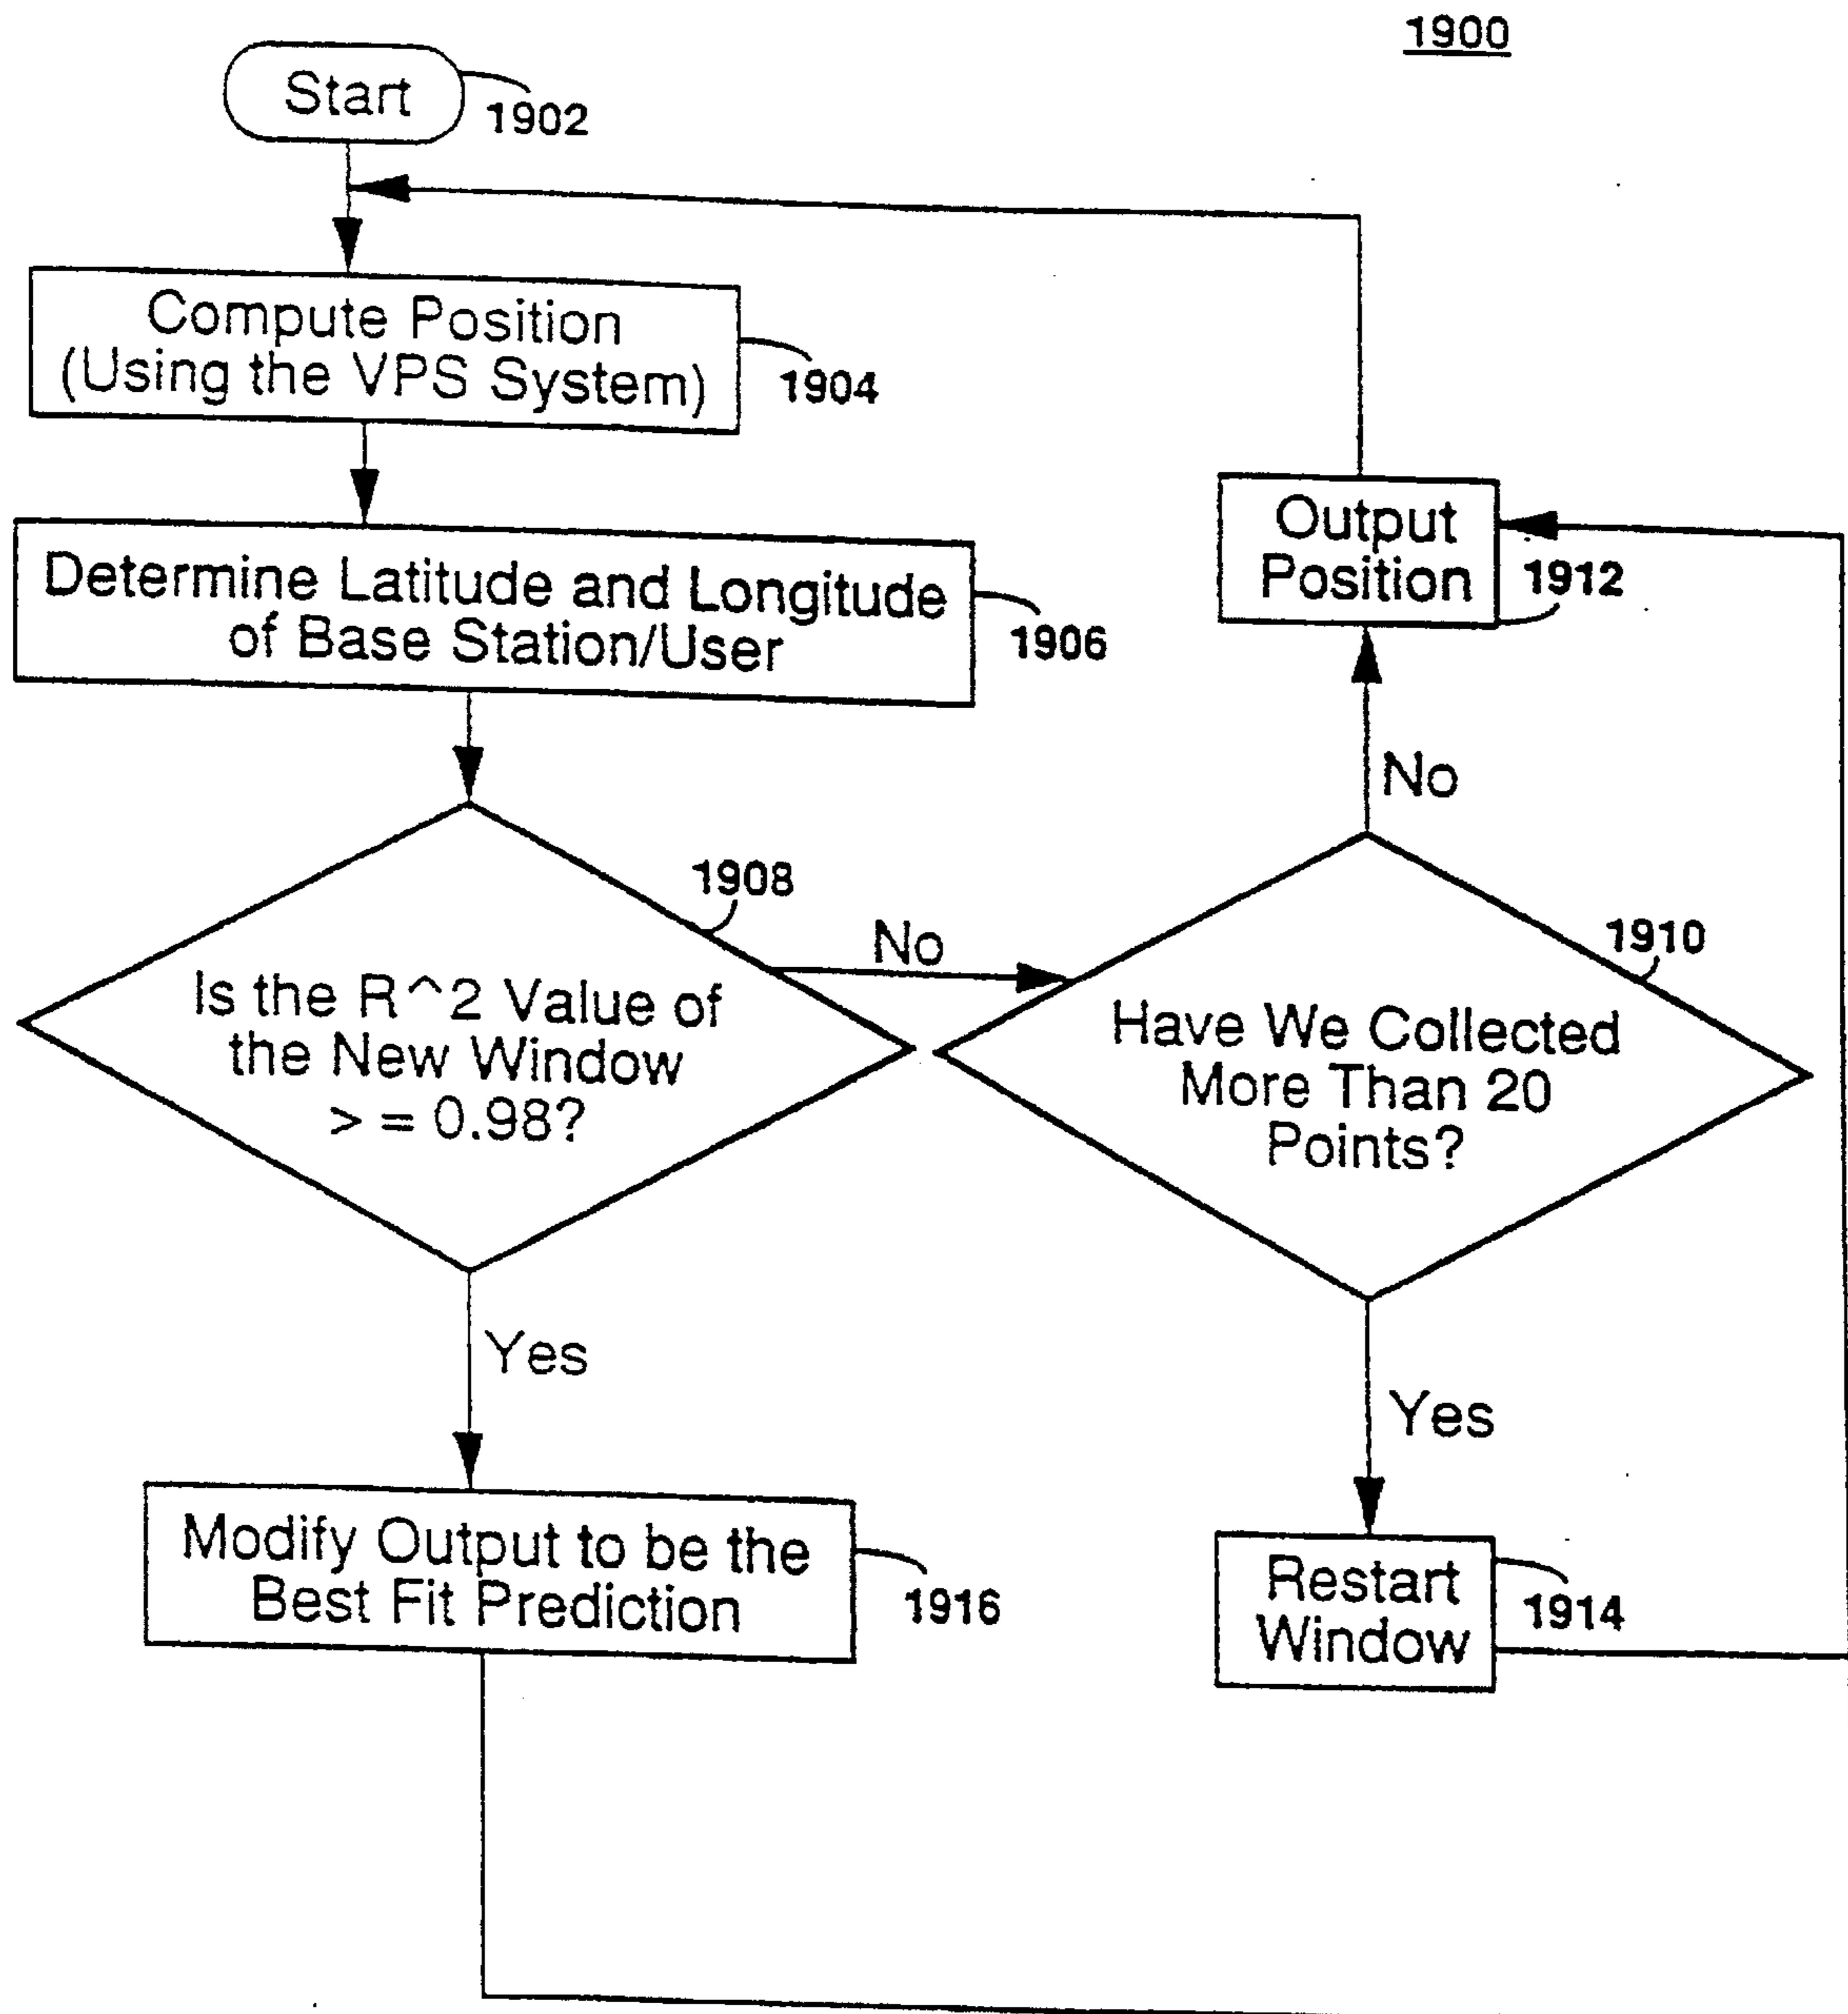 1900
Start
1902
Compute Position
(Using the VPS System)
1904
Determine Latitude and Longitude
of Base Station/User
1906
Output
Position
1912
No
1908
Is the R^2 Value of
the New Window
> = 0.98?
No
1910
Have We Collected
More Than 20
Points?
Yes
Yes
Modify Output to be the
Best Fit Prediction
1916
Restart
Window
1914